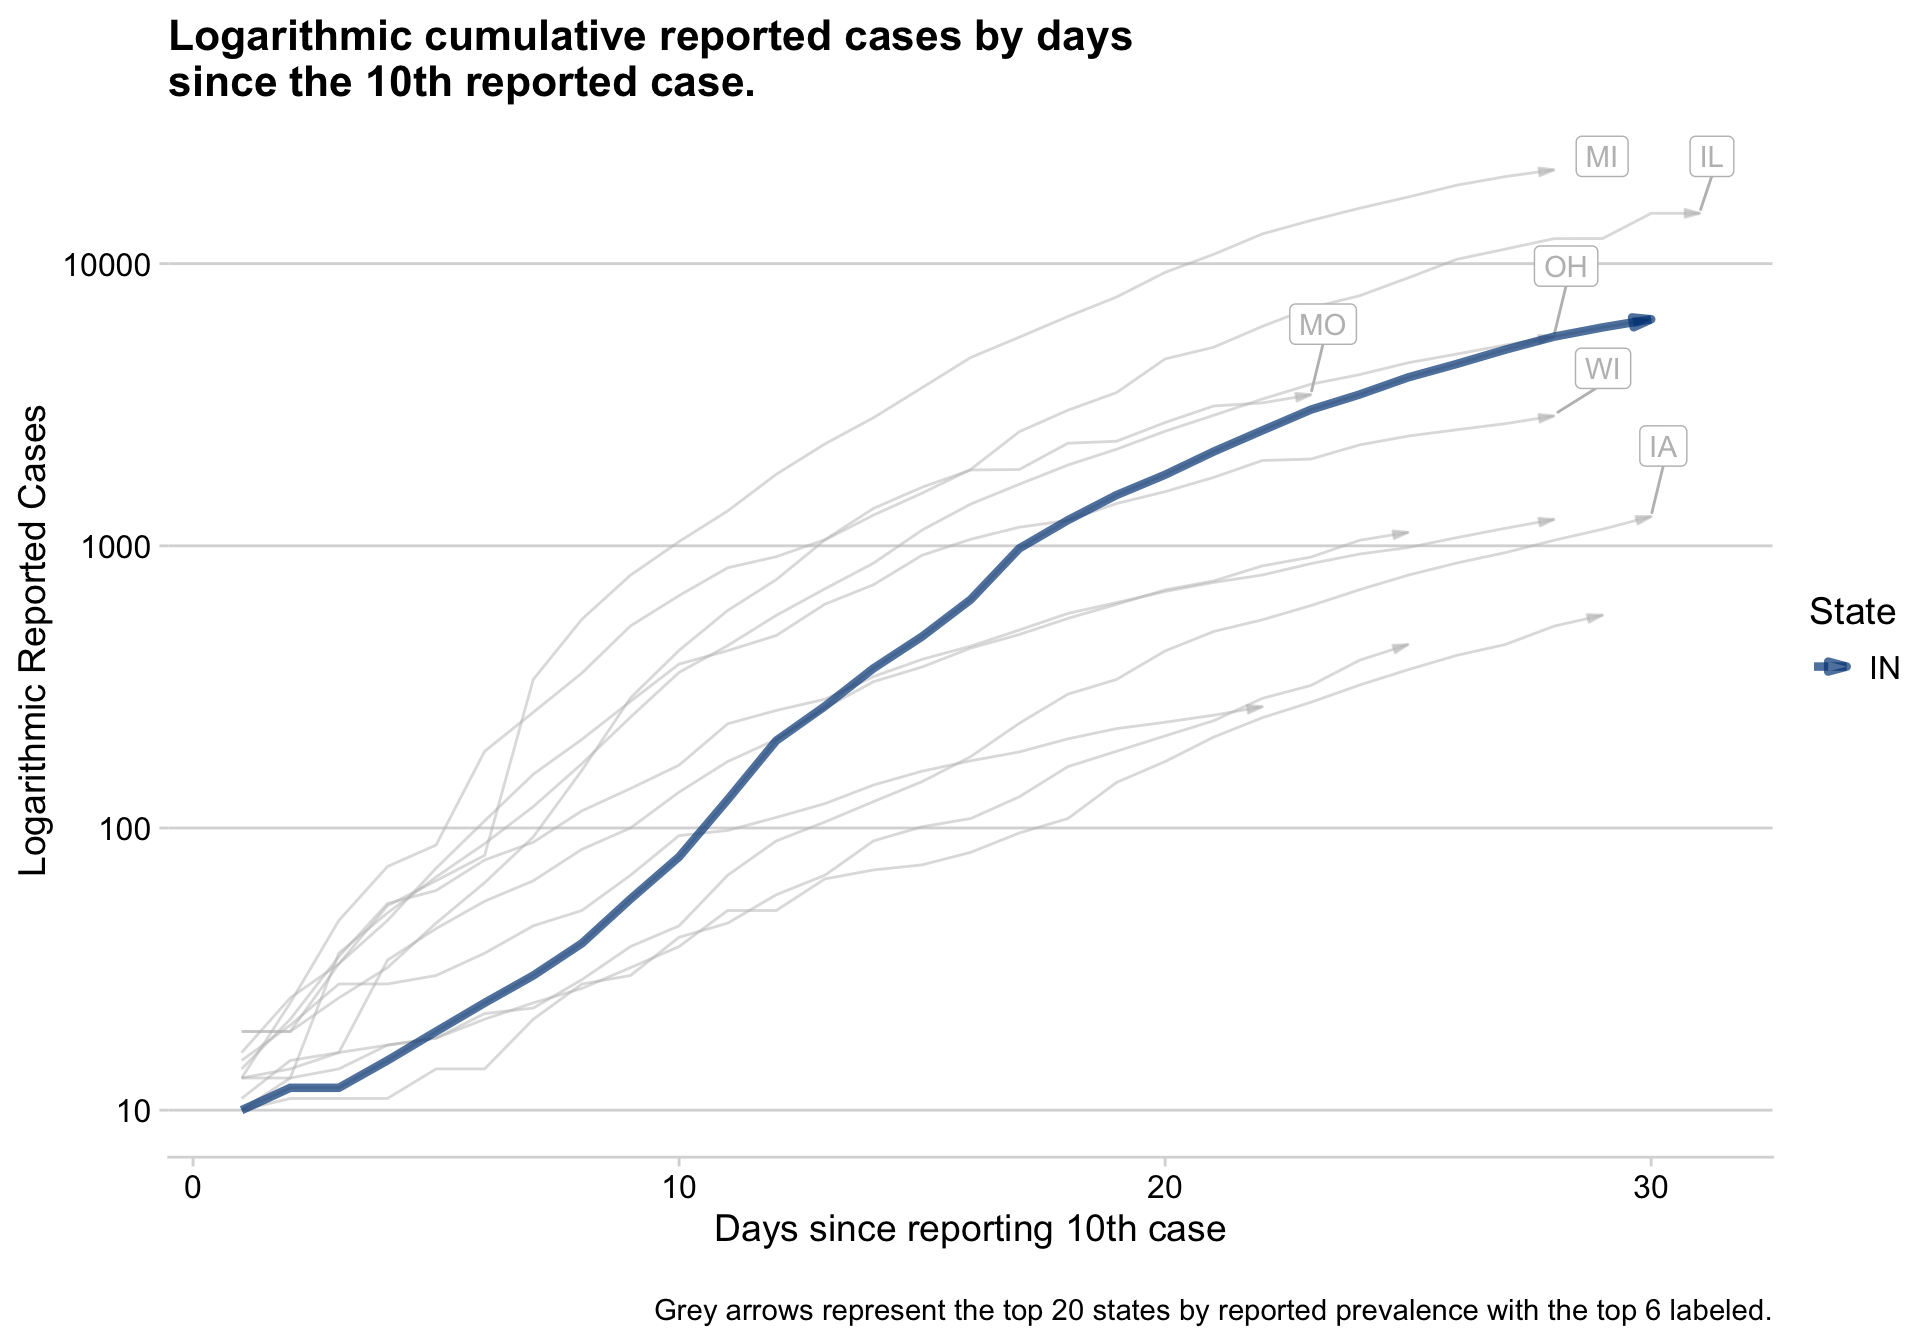 Logarithmic cumulative reported cases by days
since the 10th reported case.
MI
IL
10000
OH
MO
WI
IA
Logarithmic Reported Cases
1000
State
IN
100
10
0
10
20
30
Days since reporting 10th case
Grey arrows represent the top 20 states by reported prevalence with the top 6 labeled.